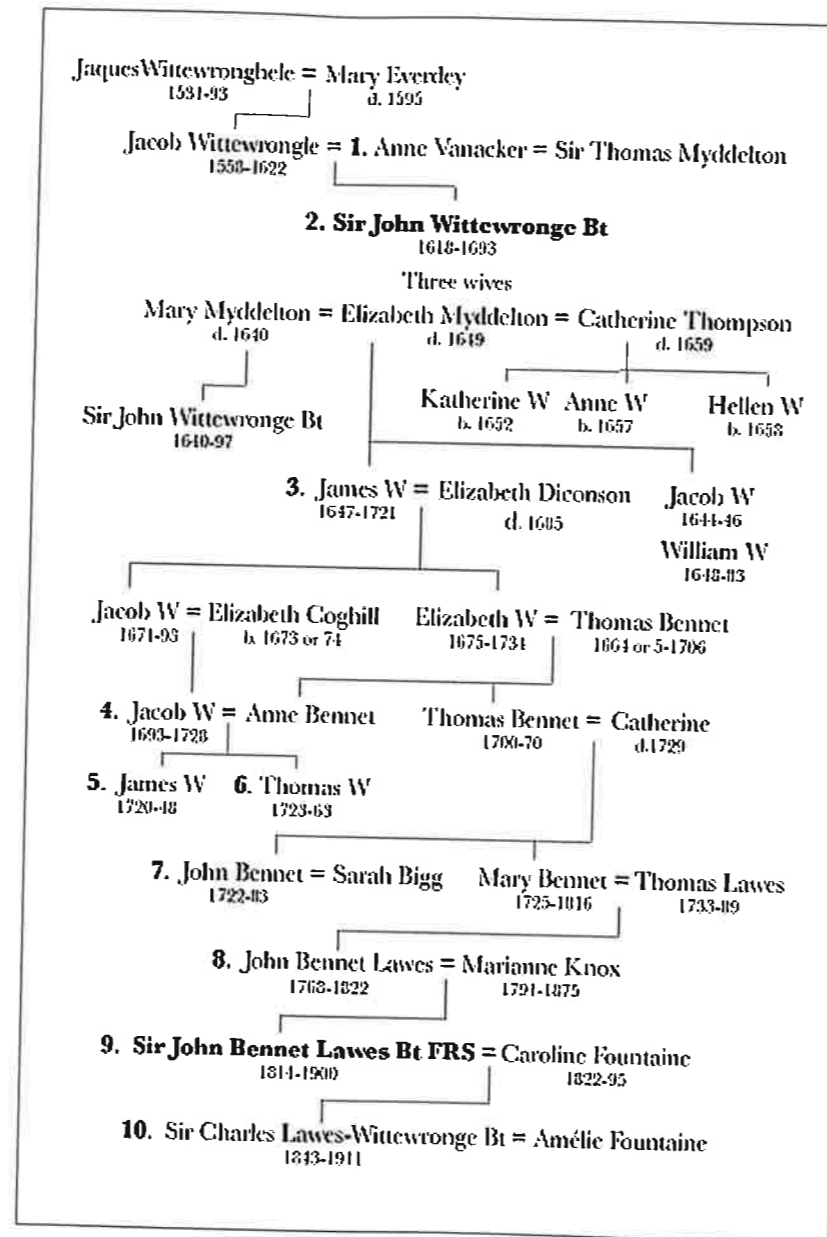 Jaques Wittewronghele = Mary Everdey
1531-93 d. 1595
Jacob Wittewrongle = 1. Anne Vanacker = Sir Thomas Myddelton
1558-1622
2. Sir John Wittewronge Bt
1618-1693
Three wives
Mary Myddelton = Elizabeth Myddelton = Catherine Thompson
d. 1640 d. 1649 d. 1659
Katherine W Anne W Hellen W
b. 1652 b. 1657 b. 1658
Sir John Wittewronge Bt
1640-97
3. James W = Elizabeth Diconson Jacob W
1647-1721 d. 1685 1644-46
William W
1648-83
Jacob W = Elizabeth Coghill Elizabeth W = Thomas Bennet
1671-93 b. 1673 or 74 1675-1734 1664 or 5-1706
4. Jacob W = Anne Bennet Thomas Bennet = Catherine
1693-1728 1700-70 d.1729
5. James W 6. Thomas W
1720-48 1723-63
7. John Bennet = Sarah Bigg Mary Bennet = Thomas Lawes
1722-83 1725-1816 1733-89
8. John Bennet Lawes = Marianne Knox
1768-1822 1791-1875
9. Sir John Bennet Lawes Bt FRS = Caroline Fountaine
1814-1900 1822-95
10. Sir Charles Lawes-Wittewronge Bt = Amélie Fountaine
1843-1911